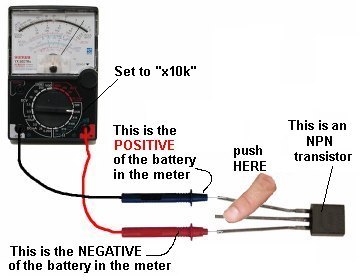 Set to "x10k"
This is the
POSITIVE
of the battery
in the meter
push
HERE
This is an
NPN
transistor
This is the NEGATIVE
of the battery in the meter